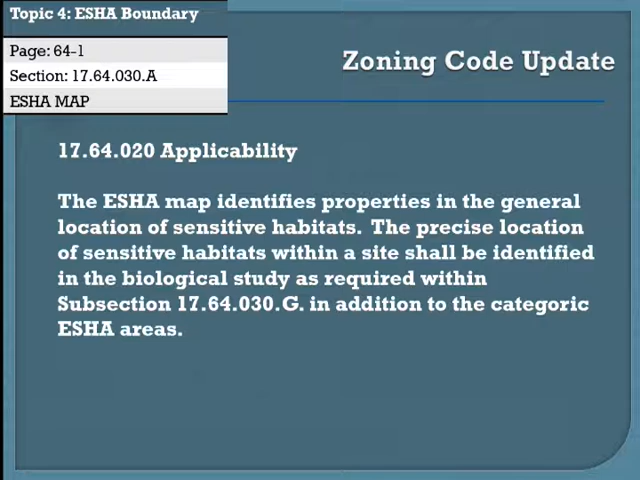 Topic 4: ESHA Boundary
Page: 64-1
Section: 17.64.030.A
ESHA MAP
Zoning Code Update
17.64.020 Applicability
The ESHA map identifies properties in the general
location of sensitive habitats. The precise location
of sensitive habitats within a site shall be identified
in the biological study as required within
Subsection 17.64.030.G. in addition to the categoric
ESHA areas.